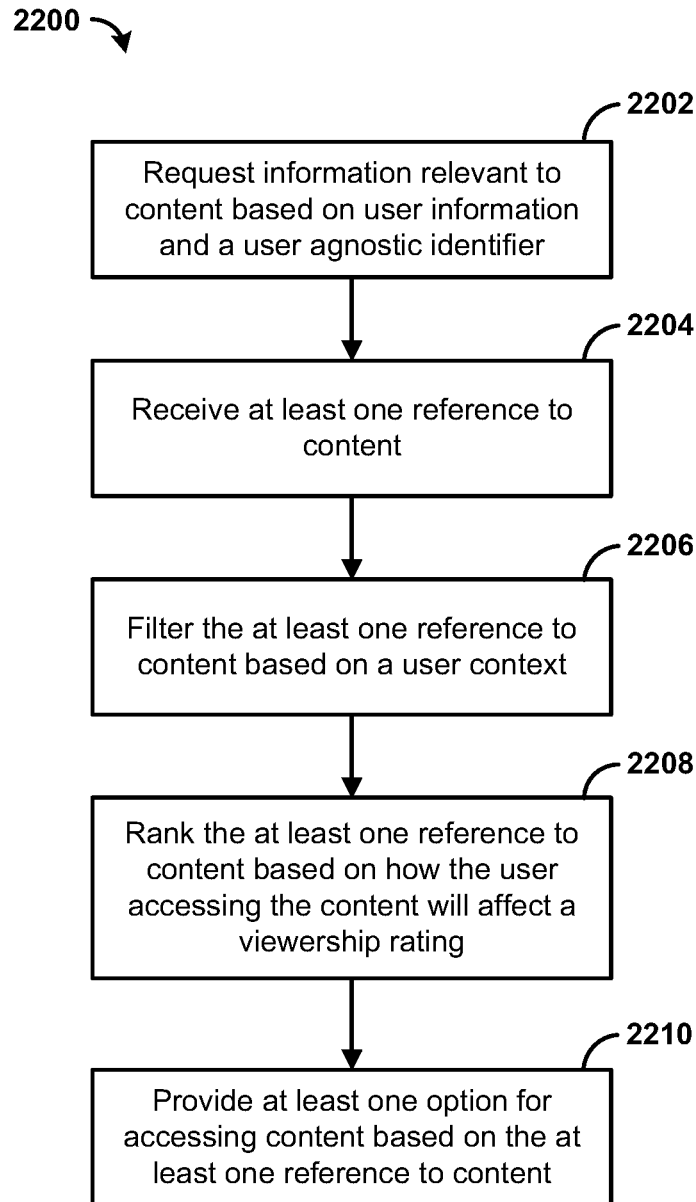 2200
2202
Request information relevant to
content based on user information
and a user agnostic identifier
2204
Receive at least one reference to
content
2206
Filter the at least one reference to
content based on a user context
2208
Rank the at least one reference to
content based on how the user
accessing the content will affect a
viewership rating
2210
Provide at least one option for
accessing content based on the at
least one reference to content